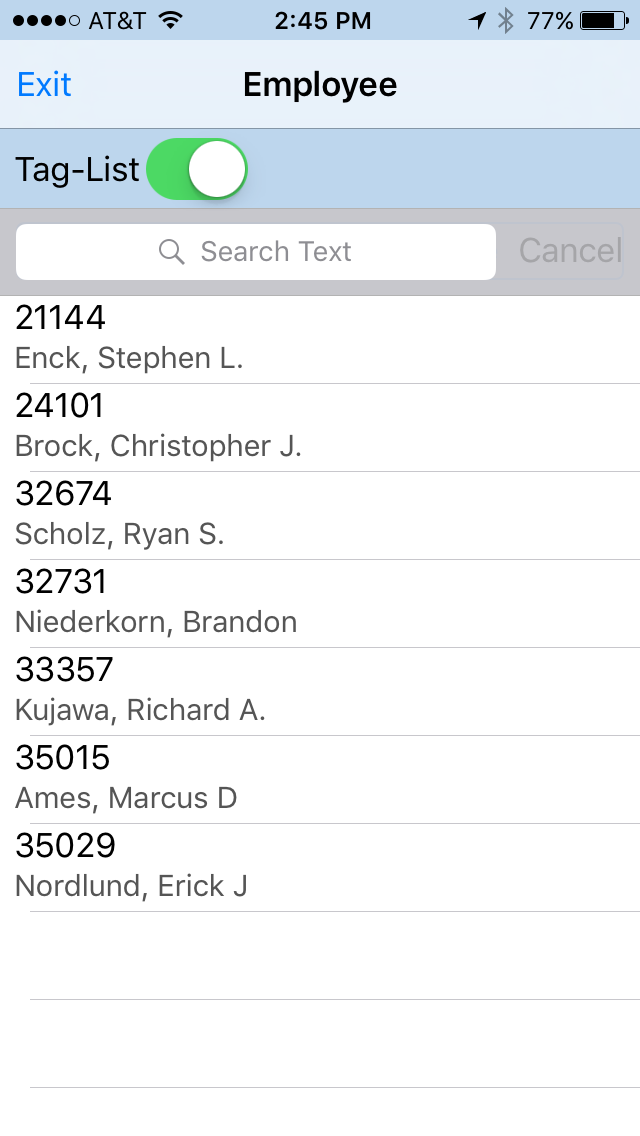 AT&T 2:45 PM 77%
Exit Employee
Tag-List
Search Text Cancel
21144
Enck, Stephen L.
24101
Brock, Christopher J.
32674
Scholz, Ryan S.
32731
Niederkorn, Brandon
33357
Kujawa, Richard A.
35015
Ames, Marcus D
35029
Nordlund, Erick J